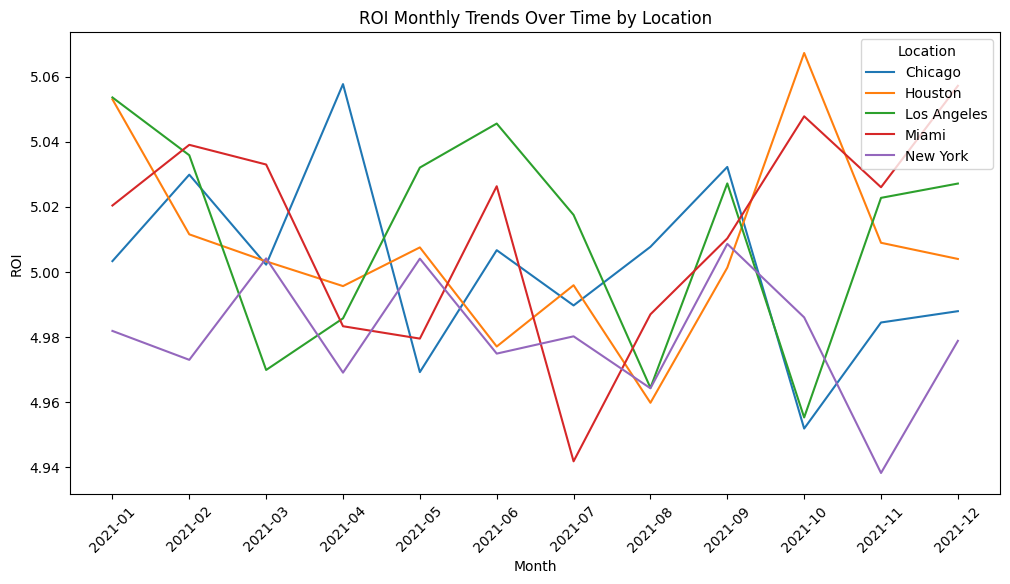 ROI Monthly Trends Over Time by Location
Location
Chicago
Houston
Los Angeles
Miami
New York
ROI
5.06
5.04
5.02
5.00
4.98
4.96
4.94
2021-01
2021-02
2021-03
2021-04
2021-05
2021-06
2021-07
2021-08
2021-09
2021-10
2021-11
2021-12
Month